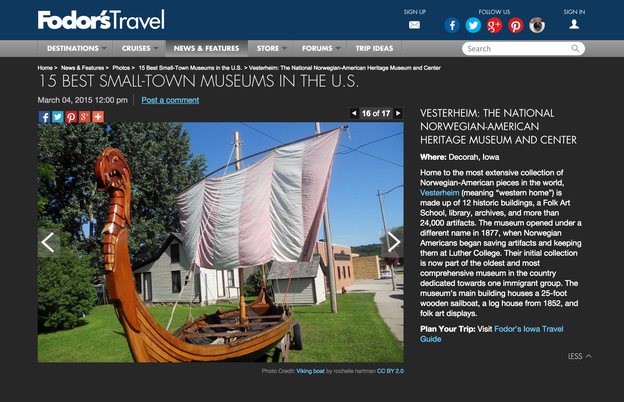 Fodor'sTravel
SIGN UP
FOLLOW US
SIGN IN
DESTINATIONS
CRUISES
NEWS & FEATURES
STORE
FORUMS
TRIP IDEAS
Search
Home > News & Features > Photos > 15 Best Small-Town Museums in the U.S. > Vesterheim: The National Norwegian-American Heritage Museum and Center
15 BEST SMALL-TOWN MUSEUMS IN THE U.S.
March 04, 2015 12:00 pm
Post a comment
16 of 17
VESTERHEIM: THE NATIONAL
NORWEGIAN-AMERICAN
HERITAGE MUSEUM AND CENTER
Where: Decorah, Iowa
Home to the most extensive collection of
Norwegian-American pieces in the world,
Vesterheim (meaning "western home") is
made up of 12 historic buildings, a Folk Art
School, library, archives, and more than
24,000 artifacts. The museum opened under a
different name in 1877, when Norwegian
Americans began saving artifacts and keeping
them at Luther College. Their initial collection
is now part of the oldest and most
comprehensive museum in the country
dedicated towards one immigrant group. The
museum's main building houses a 25-foot
wooden sailboat, a log house from 1852, and
folk art displays.
Plan Your Trip: Visit Fodor's Iowa Travel
Guide
LESS
Photo Credit: Viking boat by rochelle hartman CC BY 2.0